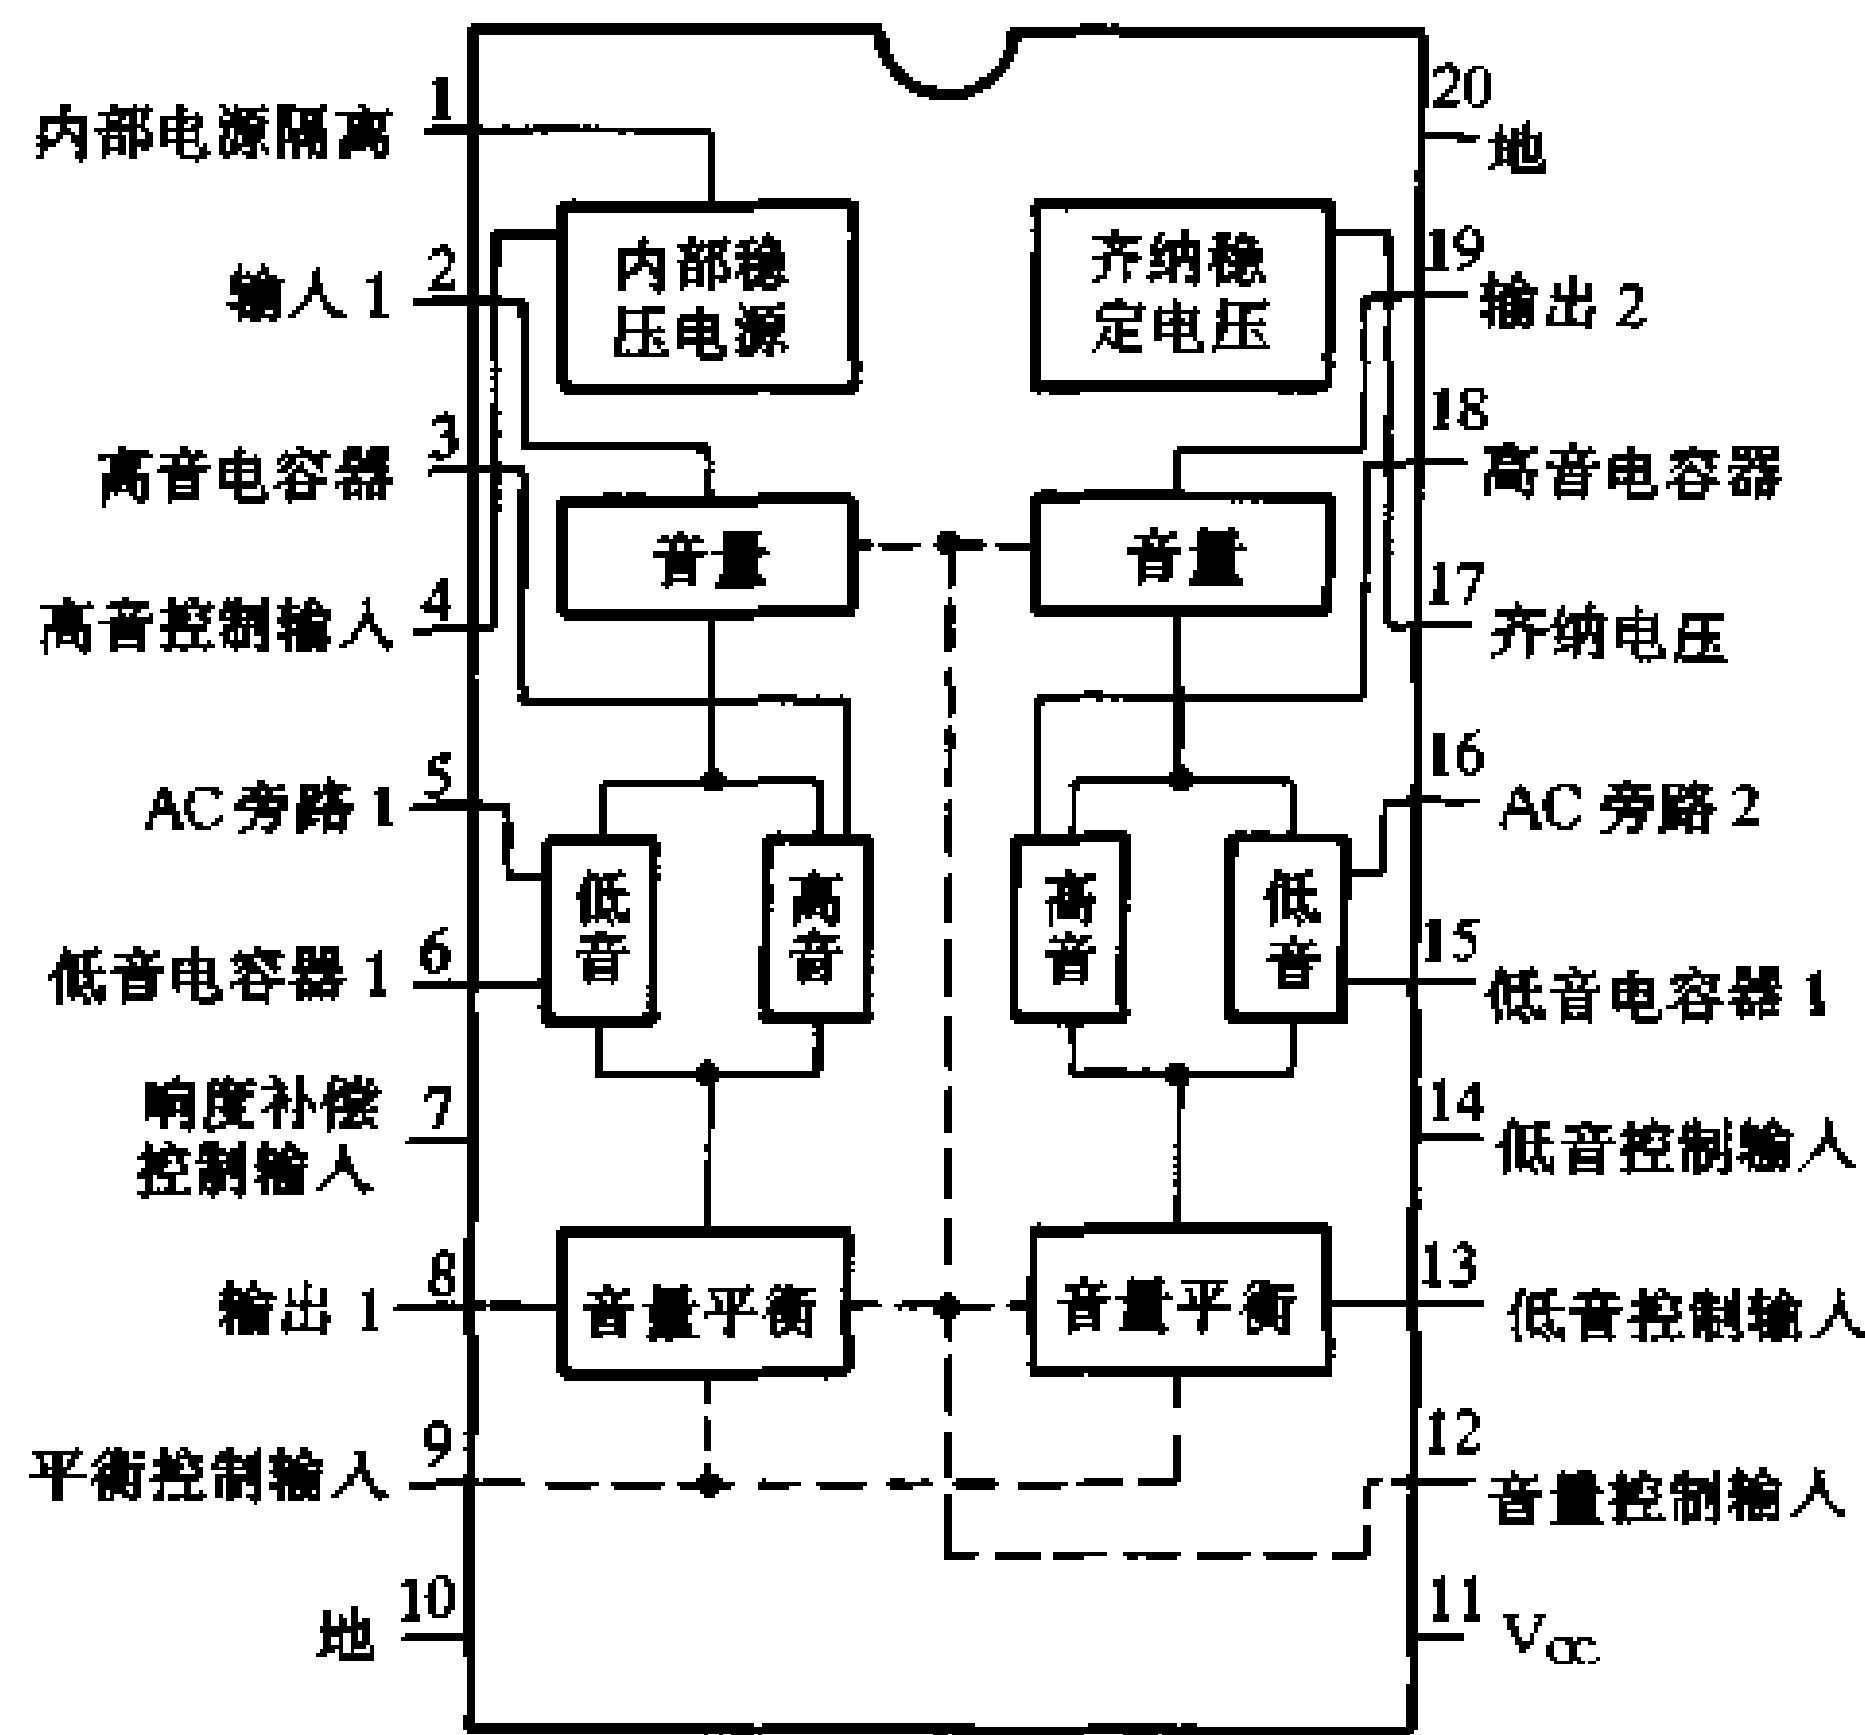 1
内部电源隔离
2
输入1
3
高音电容器
4
高音控制输入
5
AC旁路1
6
低音电容器1
7
响度补偿
控制输入
8
输出1
9
平衡控制输入
10
地
内部稳
压电源
齐纳稳
定电压
音量
音量
低音
高音
高音
低音
音量平衡
音量平衡
20
地
19
输出2
18
高音电容器
17
齐纳电压
16
AC旁路2
15
低音电容器1
14
低音控制输入
13
低音控制输入
12
音量控制输入
11
Vcc